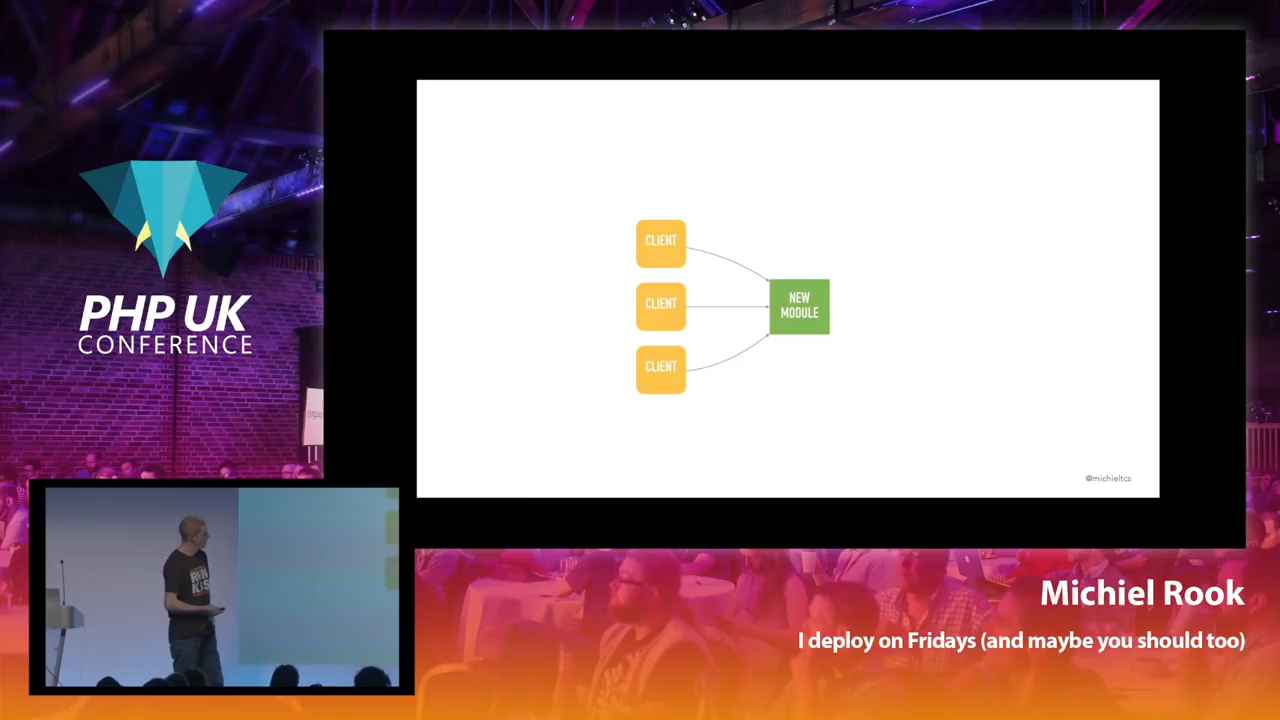 PHP UK
CONFERENCE
CLIENT
CLIENT
CLIENT
NEW
MODULE
@michieltcs
Michiel Rook
I deploy on Fridays (and maybe you should too)